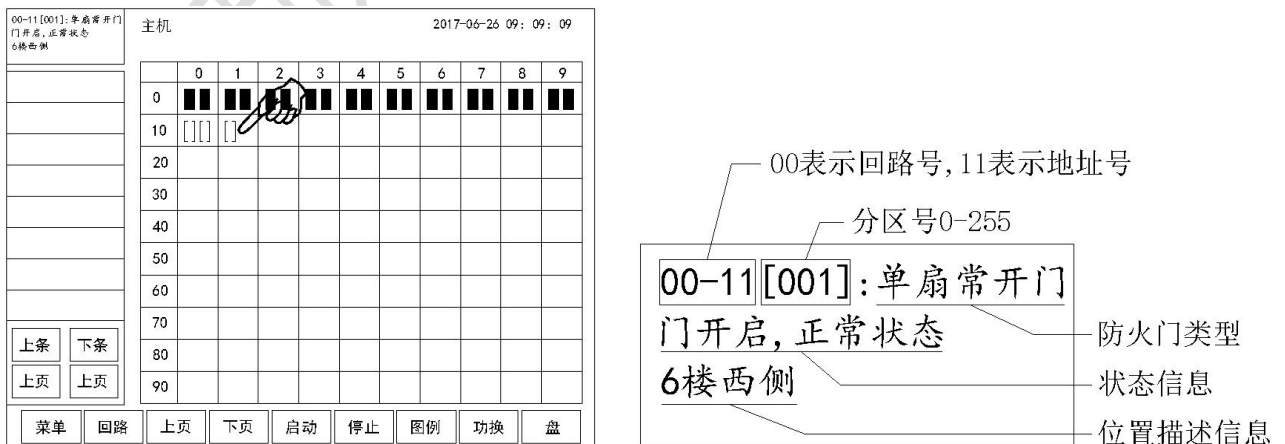 00-11[001]:单扇常开门
门开启,正常状态
6楼西侧
主机
2017-06-26 09: 09: 09
0 1 2 3 4 5 6 7 8 9
0
10 [][] []
20
30
40
50
60
70
80
90
上条 下条
上页 上页
菜单 回路 上页 下页 启动 停止 图例 功换 盘
00表示回路号,11表示地址号
分区号0-255
00-11[001]:单扇常开门
门开启,正常状态
6楼西侧
防火门类型
状态信息
位置描述信息